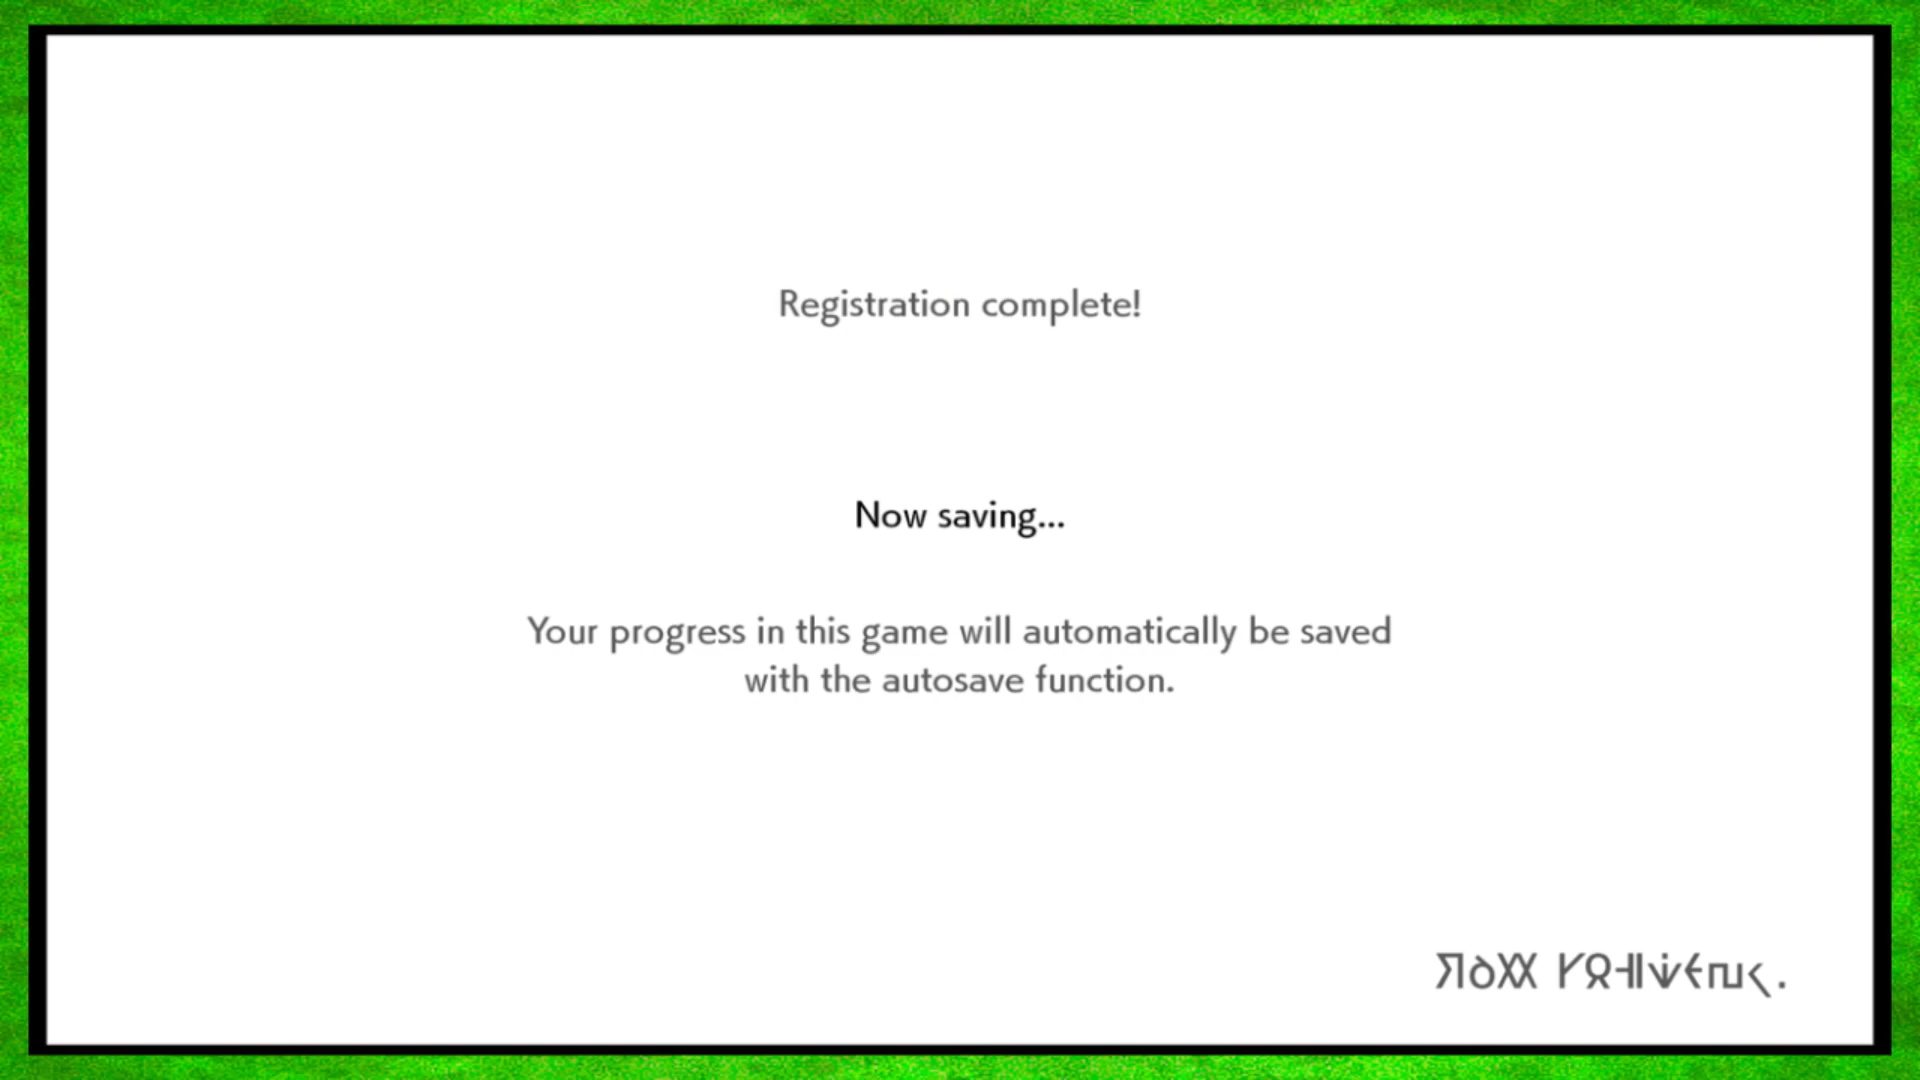 Registration complete!
Now saving...
Your progress in this game will automatically be saved
with the autosave function.